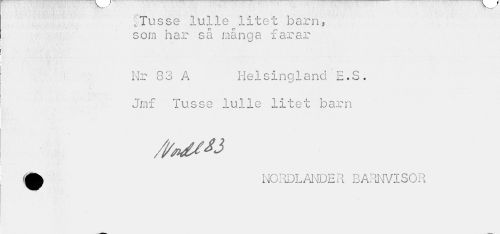 Tusse lulle litet barn,
som har så många farar
Nr 83 A Helsingland E.S.
Jmf Tusse lulle litet barn
Nordl 83
NORDLANDER BARNVISOR